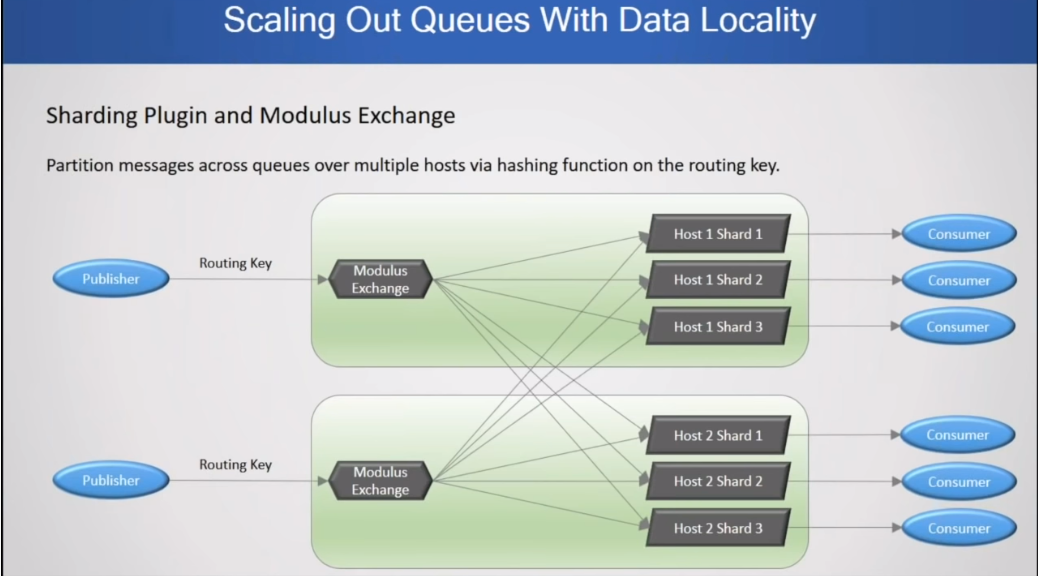 Scaling Out Queues With Data Locality
Sharding Plugin and Modulus Exchange
Partition messages across queues over multiple hosts via hashing function on the routing key.
Publisher
Routing Key
Modulus
Exchange
Host 1 Shard 1
Host 1 Shard 2
Host 1 Shard 3
Consumer
Consumer
Consumer
Publisher
Routing Key
Modulus
Exchange
Host 2 Shard 1
Host 2 Shard 2
Host 2 Shard 3
Consumer
Consumer
Consumer